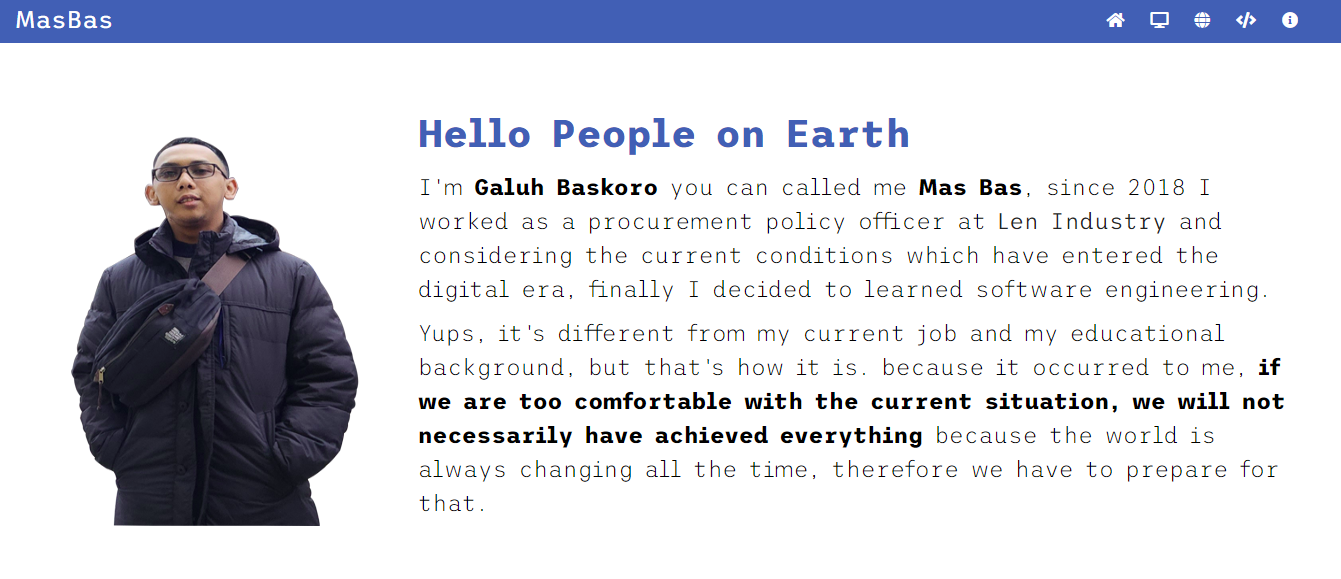 MasBas
Hello People on Earth
I'm Galuh Baskoro you can called me Mas Bas, since 2018 I
worked as a procurement policy officer at Len Industry and
considering the current conditions which have entered the
digital era, finally I decided to learned software engineering.
Yups, it's different from my current job and my educational
background, but that's how it is. because it occurred to me, if
we are too comfortable with the current situation, we will not
necessarily have achieved everything because the world is
always changing all the time, therefore we have to prepare for
that.